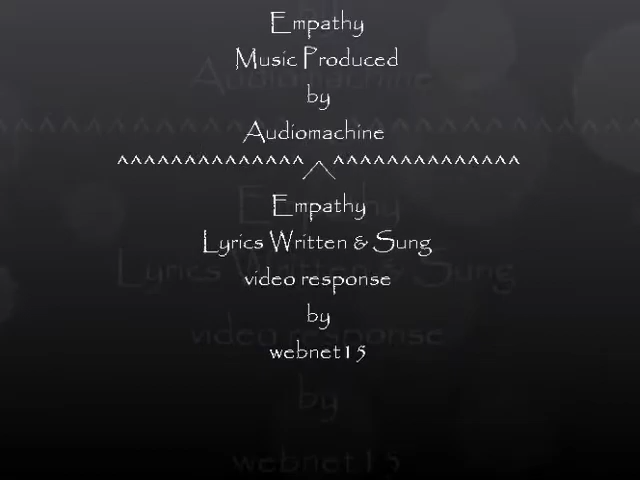 Empathy
Music Produced
by
Audiomachine
^^^^^^^^^^^^^^ ^ ^^^^^^^^^^^^^^
Empathy
Lyrics Written & Sung
video response
by
webnet15